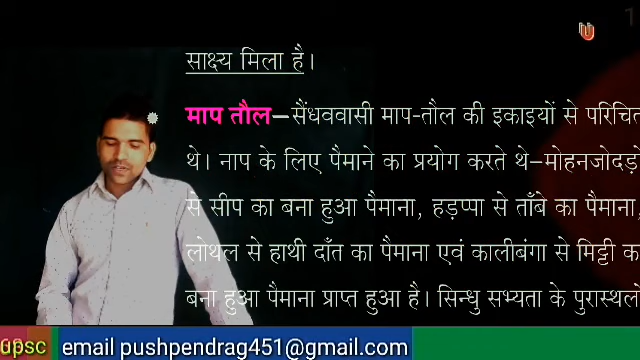 साक्ष्य मिला है।
माप तौल–सैंधववासी माप-तौल की इकाइयों से परिचित
थे। नाप के लिए पैमाने का प्रयोग करते थे–मोहनजोदड़ो
से सीप का बना हुआ पैमाना, हड़प्पा से ताँबे का पैमाना,
लोथल से हाथी दाँत का पैमाना एवं कालीबंगा से मिट्टी क
बना हुआ पैमाना प्राप्त हुआ है। सिन्धु सभ्यता के पुरास्थलो
upsc email pushpendrag451@gmail.com